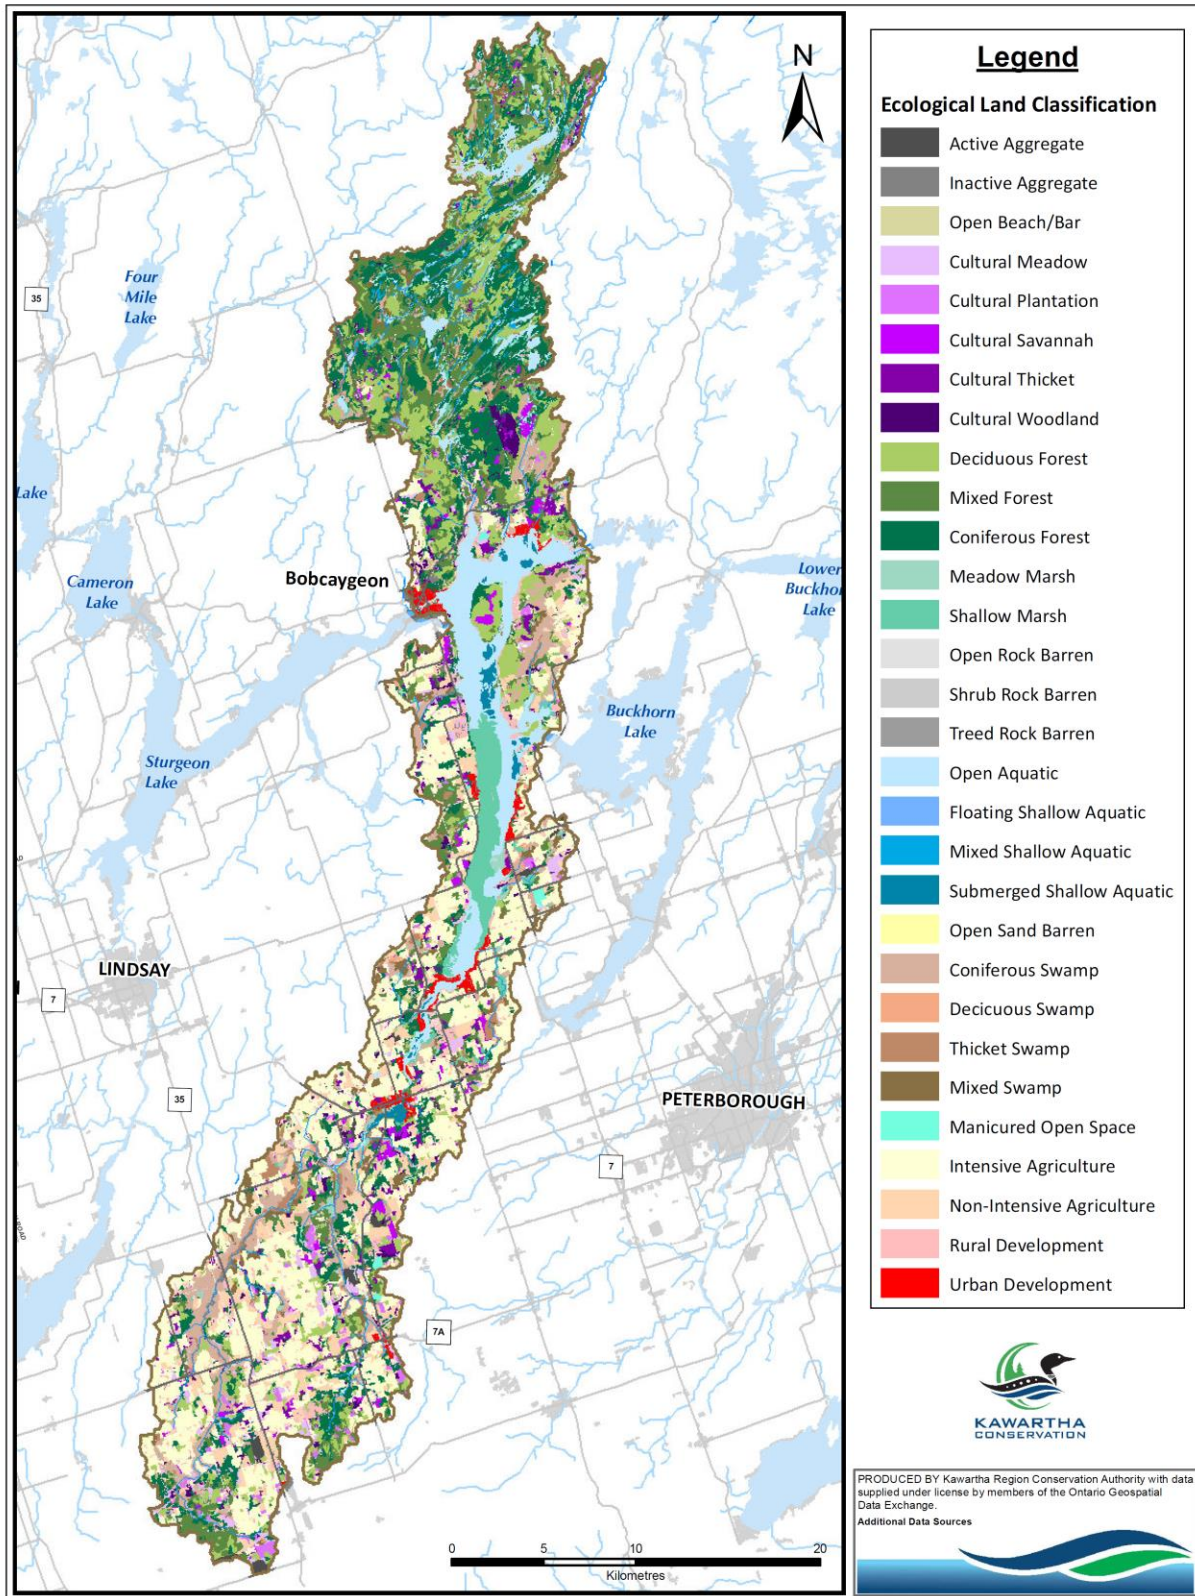 N
Four
Mile
Lake
35
Lake
Cameron
Lake
Bobcaygeon
Lower
Buckhor
Lake
Sturgeon
Lake
Buckhorn
Lake
LINDSAY
7
35
PETERBOROUGH
7
7A
ROAD
0 5 10 20
Kilometres
Legend
Ecological Land Classification
Active Aggregate
Inactive Aggregate
Open Beach/Bar
Cultural Meadow
Cultural Plantation
Cultural Savannah
Cultural Thicket
Cultural Woodland
Deciduous Forest
Mixed Forest
Coniferous Forest
Meadow Marsh
Shallow Marsh
Open Rock Barren
Shrub Rock Barren
Treed Rock Barren
Open Aquatic
Floating Shallow Aquatic
Mixed Shallow Aquatic
Submerged Shallow Aquatic
Open Sand Barren
Coniferous Swamp
Decicuous Swamp
Thicket Swamp
Mixed Swamp
Manicured Open Space
Intensive Agriculture
Non-Intensive Agriculture
Rural Development
Urban Development
KAWARTHA
CONSERVATION
PRODUCED BY Kawartha Region Conservation Authority with data
supplied under license by members of the Ontario Geospatial
Data Exchange.
Additional Data Sources